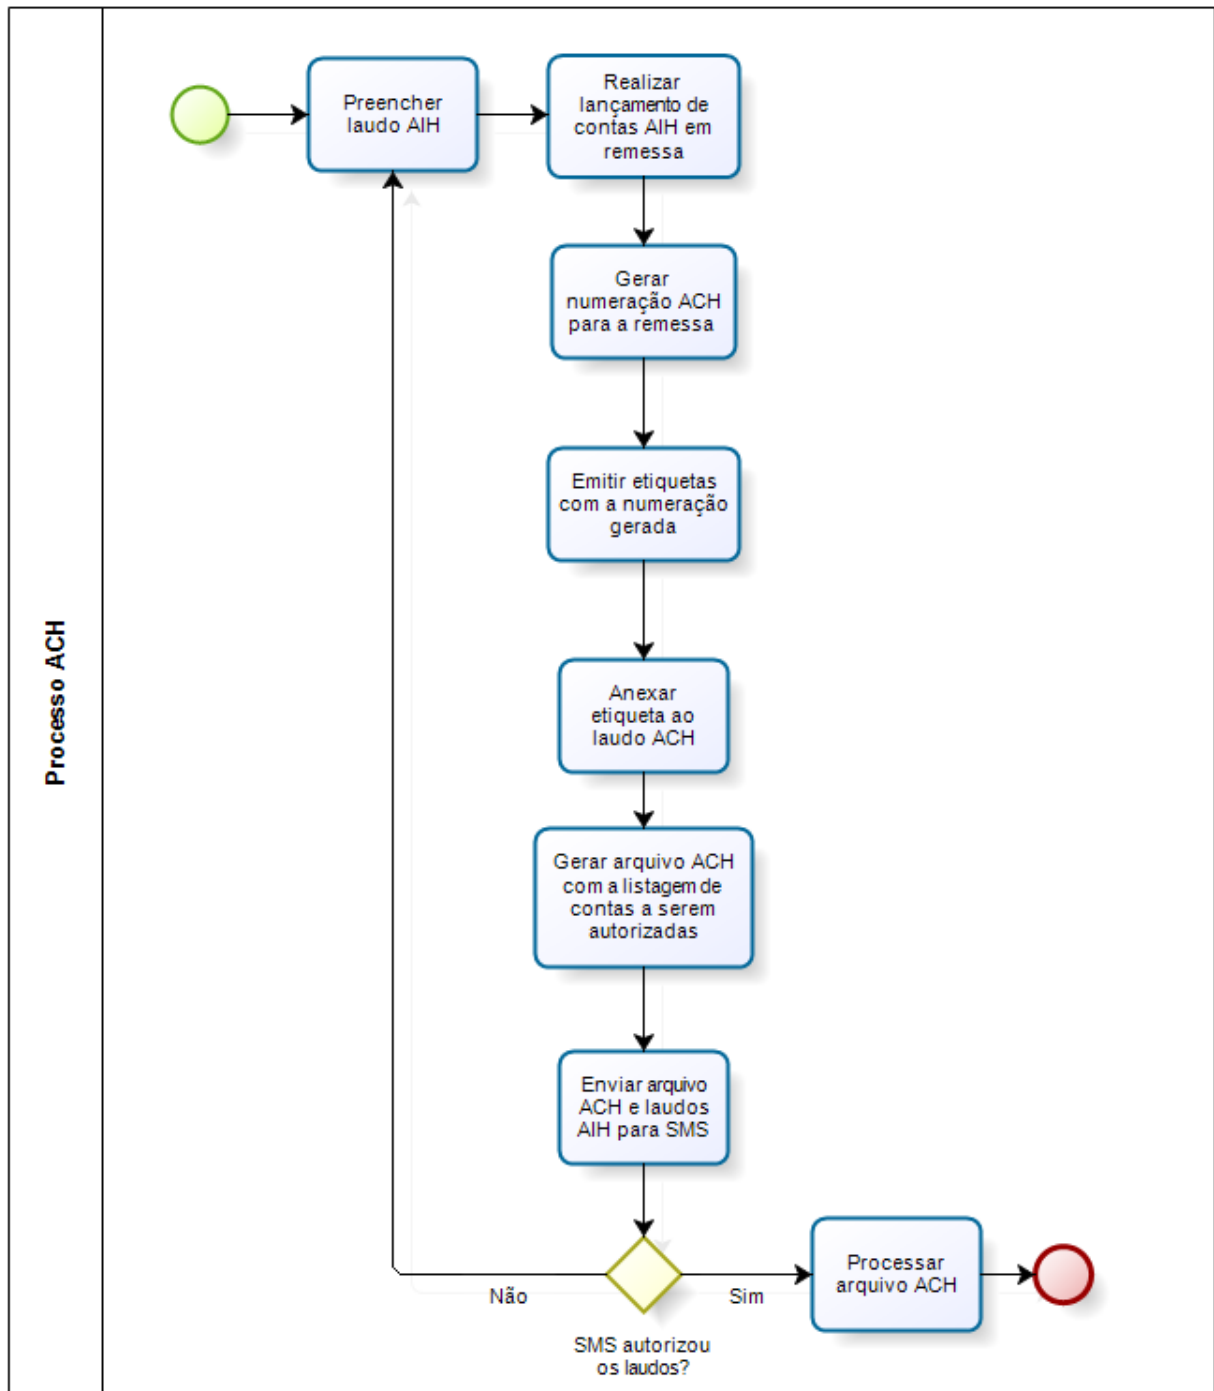 Processo ACH
Preencher
laudo AIH
Realizar
lançamento de
contas AIH em
remessa
Gerar
numeração ACH
para a remessa
Emitir etiquetas
com a numeração
gerada
Anexar
etiqueta ao
laudo ACH
Gerar arquivo ACH
com a listagem de
contas a serem
autorizadas
Enviar arquivo
ACH e laudos
AIH para SMS
Não
Sim
SMS autorizou
os laudos?
Processar
arquivo ACH